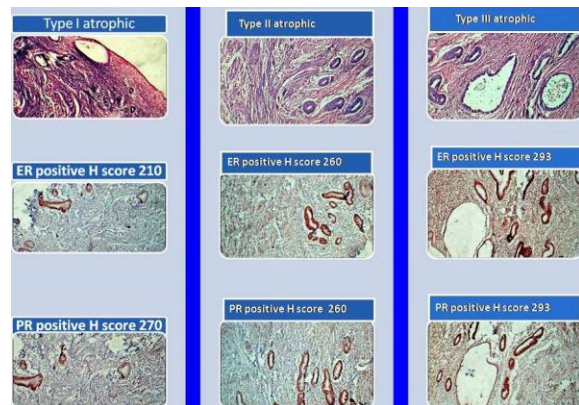 Type I atrophic
Type II atrophic
Type III atrophic
ER positive H score 210
ER positive H score 260
ER positive H score 293
PR positive H score 270
PR positive H score 260
PR positive H score 293